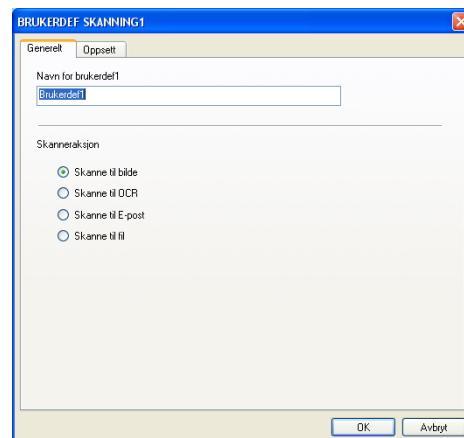 BRUKERDEF SKANNING1
Generelt
Oppsett
Navn for brukerdef1
Brukerdef1
Skanneraksjon
Skanne til bilde
Skanne til OCR
Skanne til E-post
Skanne til fil
OK
Avbryt